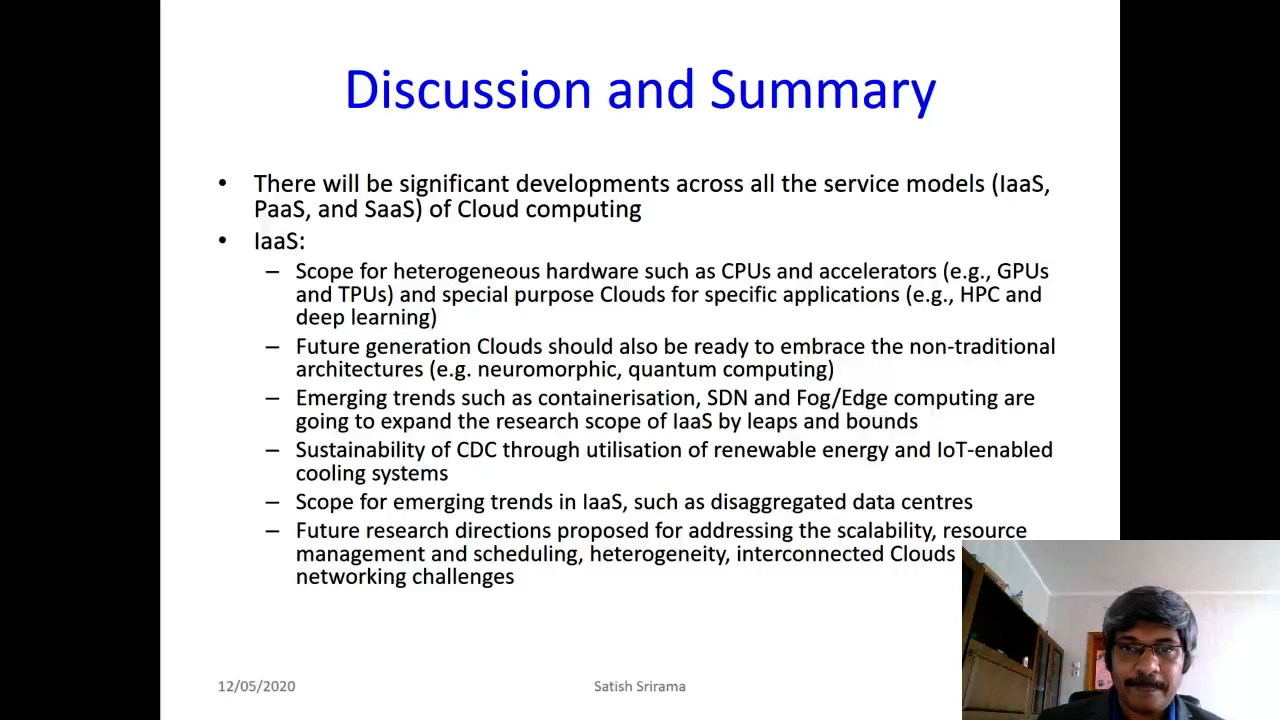 Discussion and Summary
• There will be significant developments across all the service models (IaaS,
PaaS, and SaaS) of Cloud computing
• IaaS:
– Scope for heterogeneous hardware such as CPUs and accelerators (e.g., GPUs
and TPUs) and special purpose Clouds for specific applications (e.g., HPC and
deep learning)
– Future generation Clouds should also be ready to embrace the non-traditional
architectures (e.g. neuromorphic, quantum computing)
– Emerging trends such as containerisation, SDN and Fog/Edge computing are
going to expand the research scope of IaaS by leaps and bounds
– Sustainability of CDC through utilisation of renewable energy and IoT-enabled
cooling systems
– Scope for emerging trends in IaaS, such as disaggregated data centres
– Future research directions proposed for addressing the scalability, resource
management and scheduling, heterogeneity, interconnected Clouds
networking challenges
12/05/2020
Satish Srirama